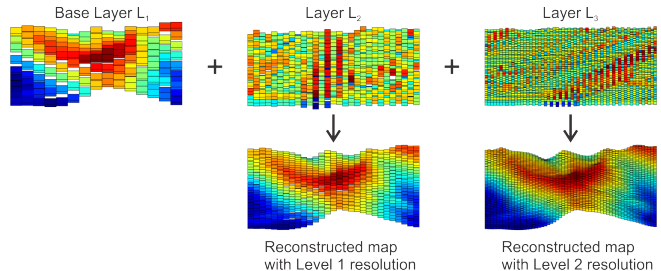 Base Layer L₁
Layer L₂
Layer L₃
+
+
Reconstructed map
with Level 1 resolution
Reconstructed map
with Level 2 resolution